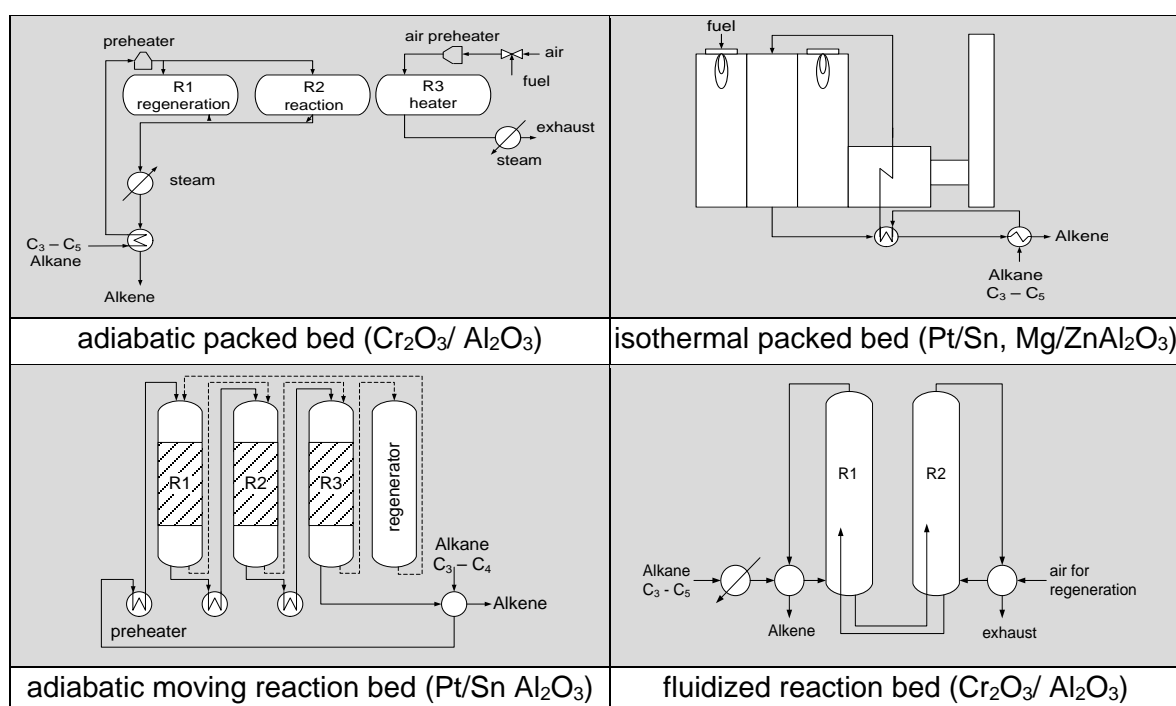 preheater
air preheater
air
fuel
R1
regeneration
R2
reaction
R3
heater
exhaust
steam
steam
C₃ – C₅
Alkane
Alkene
adiabatic packed bed (Cr₂O₃/ Al₂O₃)
fuel
Alkene
Alkane
C₃ – C₅
isothermal packed bed (Pt/Sn, Mg/ZnAl₂O₃)
R1
R2
R3
regenerator
Alkane
C₃ – C₄
Alkene
preheater
adiabatic moving reaction bed (Pt/Sn Al₂O₃)
R1
R2
Alkane
C₃ - C₅
Alkene
air for
regeneration
exhaust
fluidized reaction bed (Cr₂O₃/ Al₂O₃)